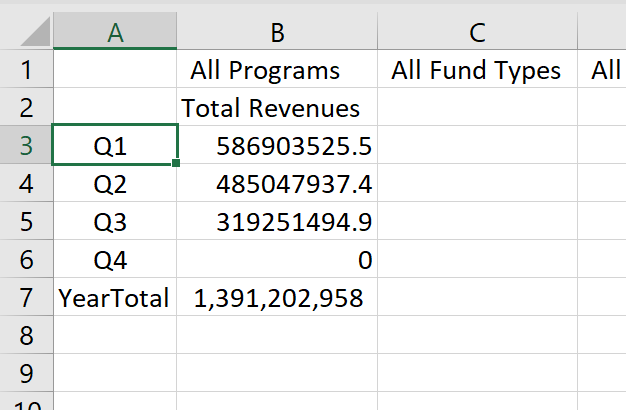 A B C
1 All Programs All Fund Types All
2 Total Revenues
3 Q1 586903525.5
4 Q2 485047937.4
5 Q3 319251494.9
6 Q4 0
7 YearTotal 1,391,202,958
8
9
10